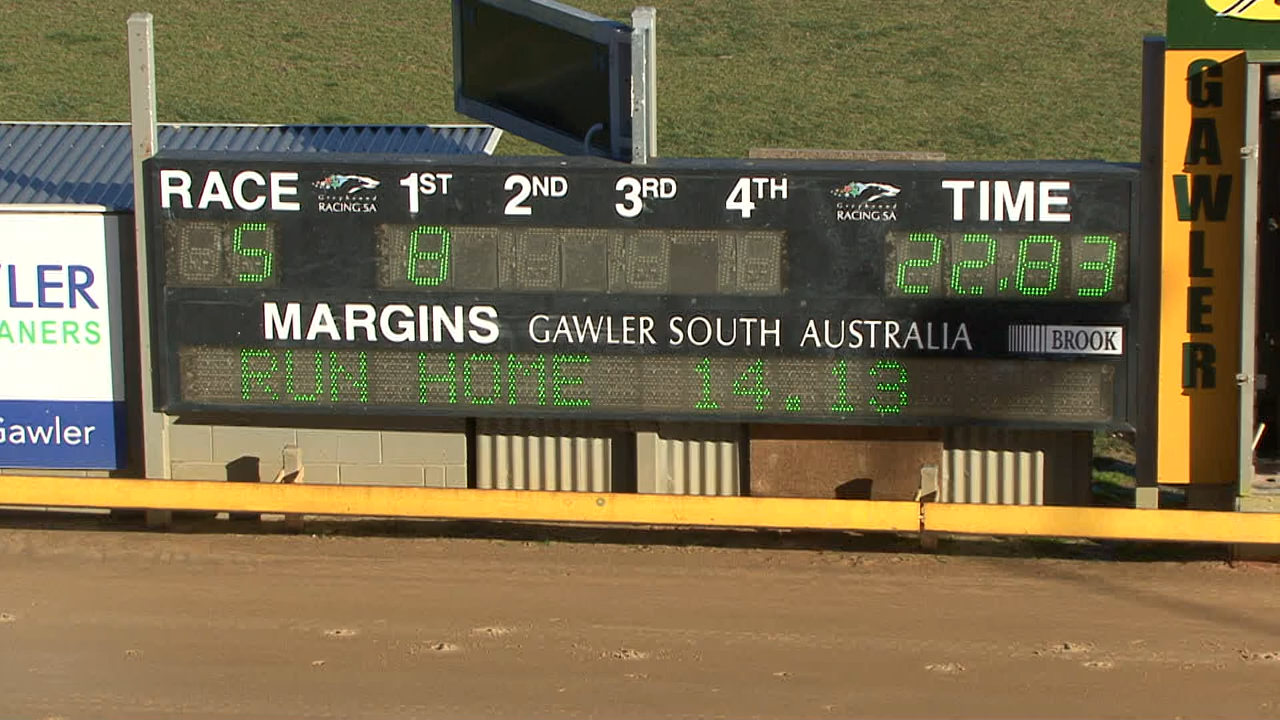 RACE Greyhound RACING SA 1ST 2ND 3RD 4TH Greyhound RACING SA TIME
5 8 22.83
MARGINS GAWLER SOUTH AUSTRALIA BROOK
RUN HOME 14.13
LER
ANERS
Gawler
GAWLER